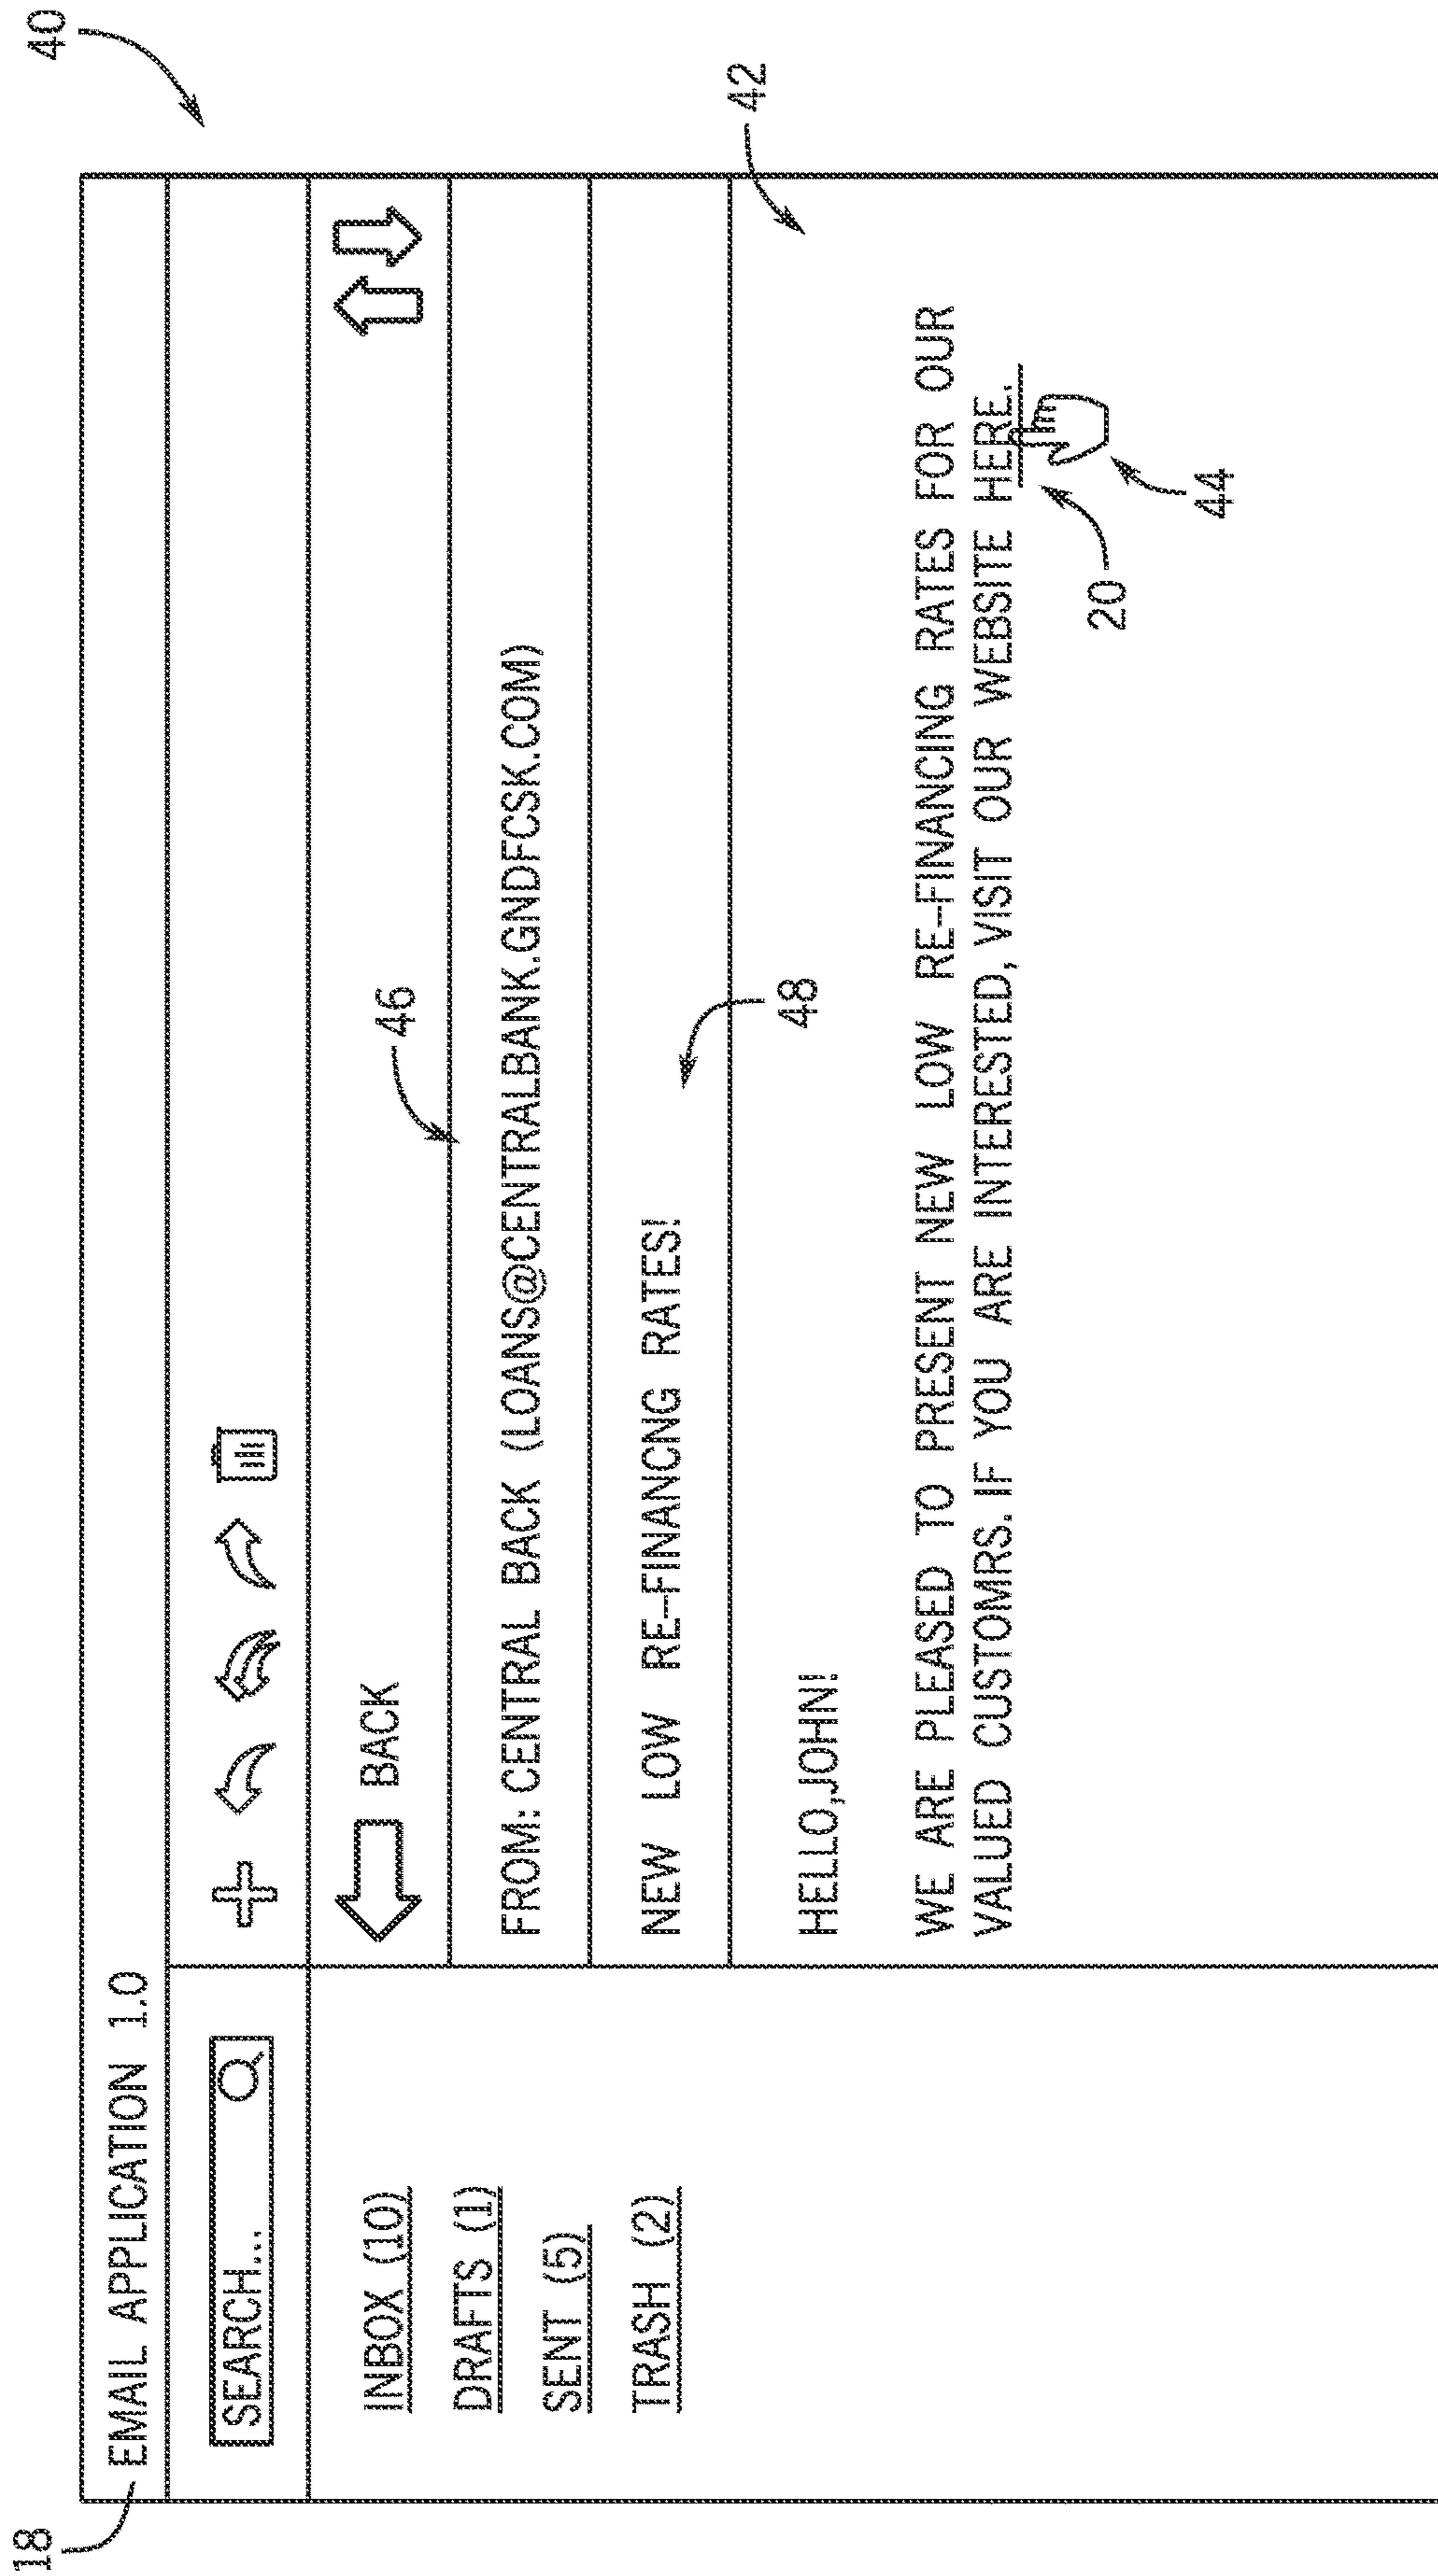 40
18
EMAIL APPLICATION 1.0
SEARCH...
BACK
46
INBOX (10)
DRAFTS (1)
SENT (5)
TRASH (2)
FROM: CENTRAL BACK (LOANS@CENTRALBANK.GNDFCSK.COM)
NEW LOW RE-FINANCNG RATES!
48
42
HELLO,JOHN!
WE ARE PLEASED TO PRESENT NEW LOW RE-FINANCING RATES FOR OUR
VALUED CUSTOMRS. IF YOU ARE INTERESTED, VISIT OUR WEBSITE HERE.
20
44